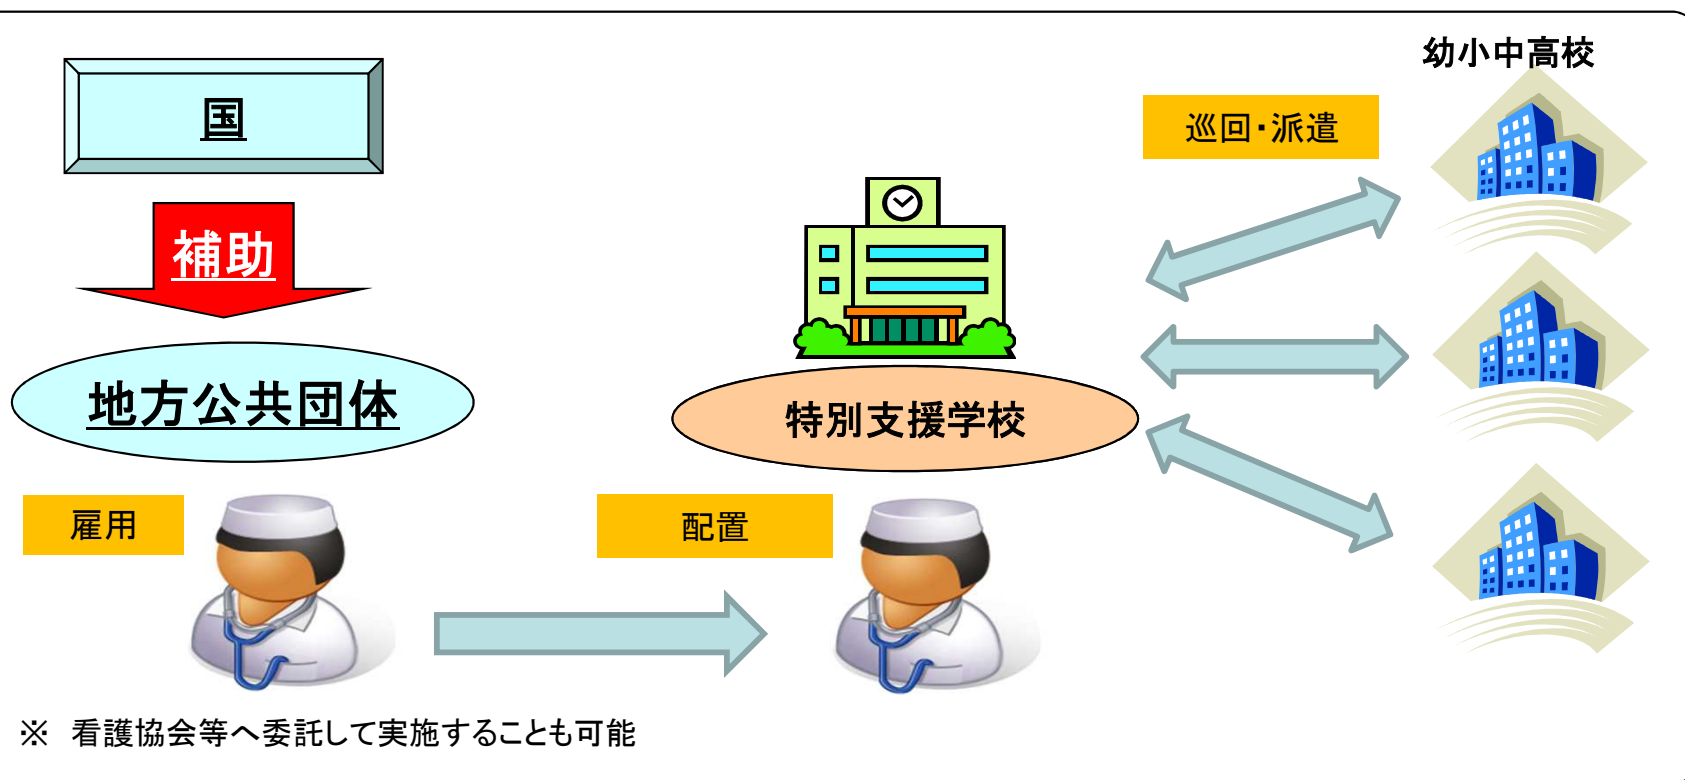 幼小中高校
国
巡回・派遣
補助
地方公共団体
特別支援学校
雇用
配置
※　看護協会等へ委託して実施することも可能